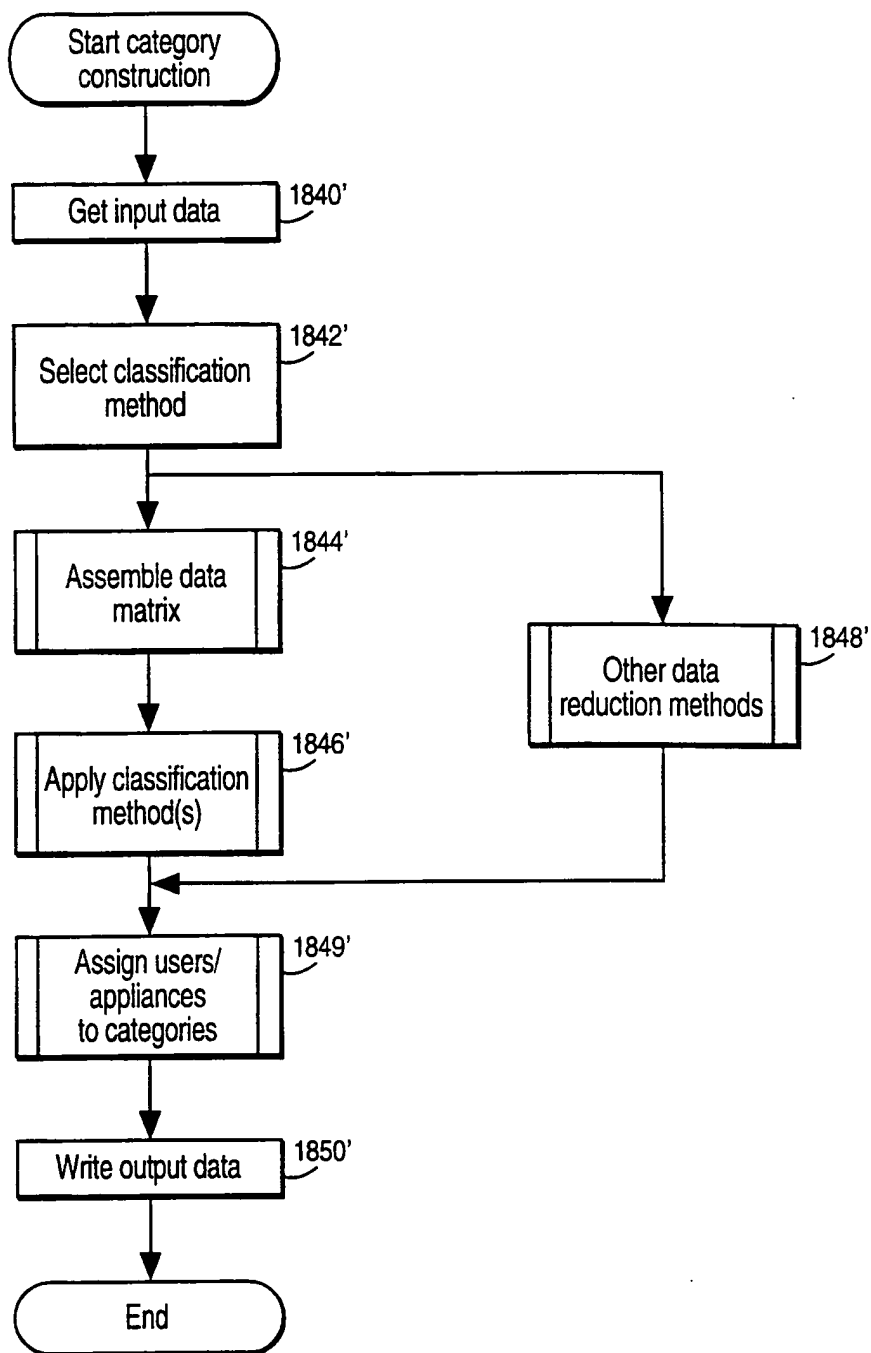 Start category
construction
Get input data
1840'
Select classification
method
1842'
Assemble data
matrix
1844'
Other data
reduction methods
1848'
Apply classification
method(s)
1846'
Assign users/
appliances
to categories
1849'
Write output data
1850'
End